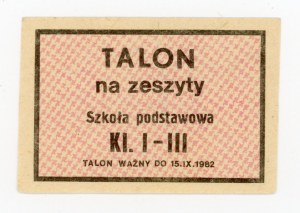 TALON
na zeszyty
Szkoła podstawowa
Kl. I-III
TALON WAŻNY DO 15.IX.1982